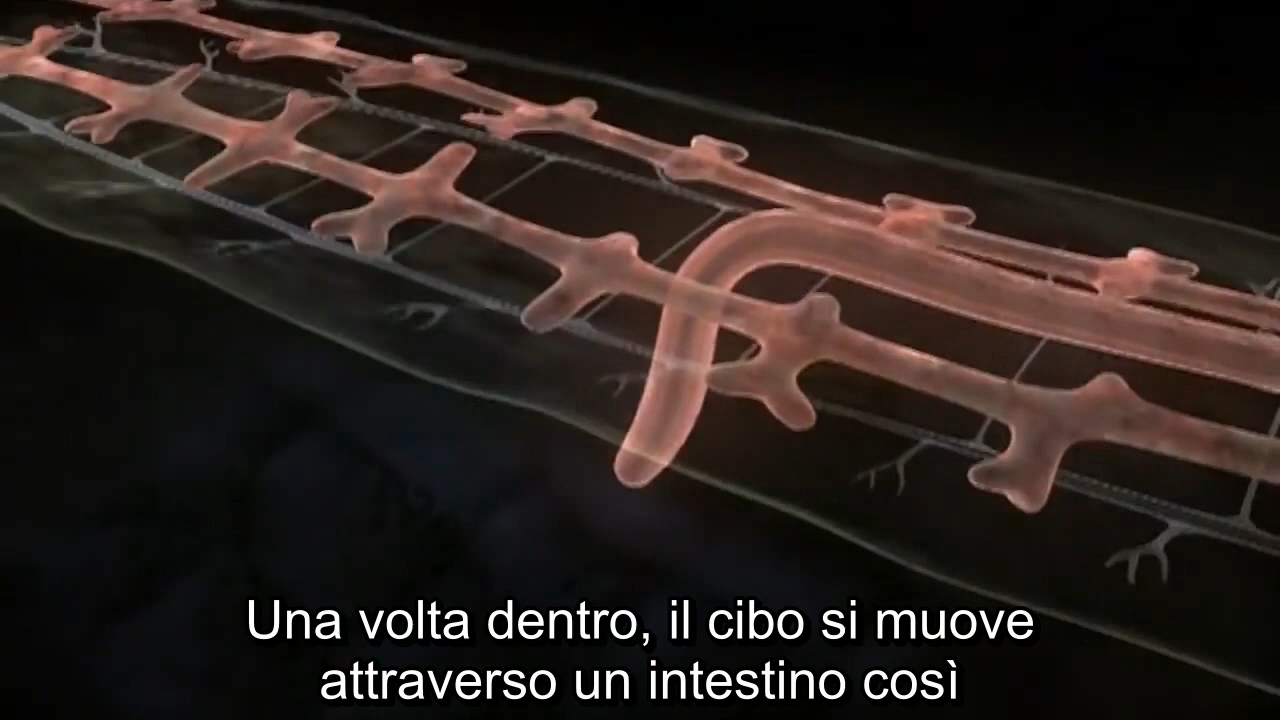 Una volta dentro, il cibo si muove
attraverso un intestino così